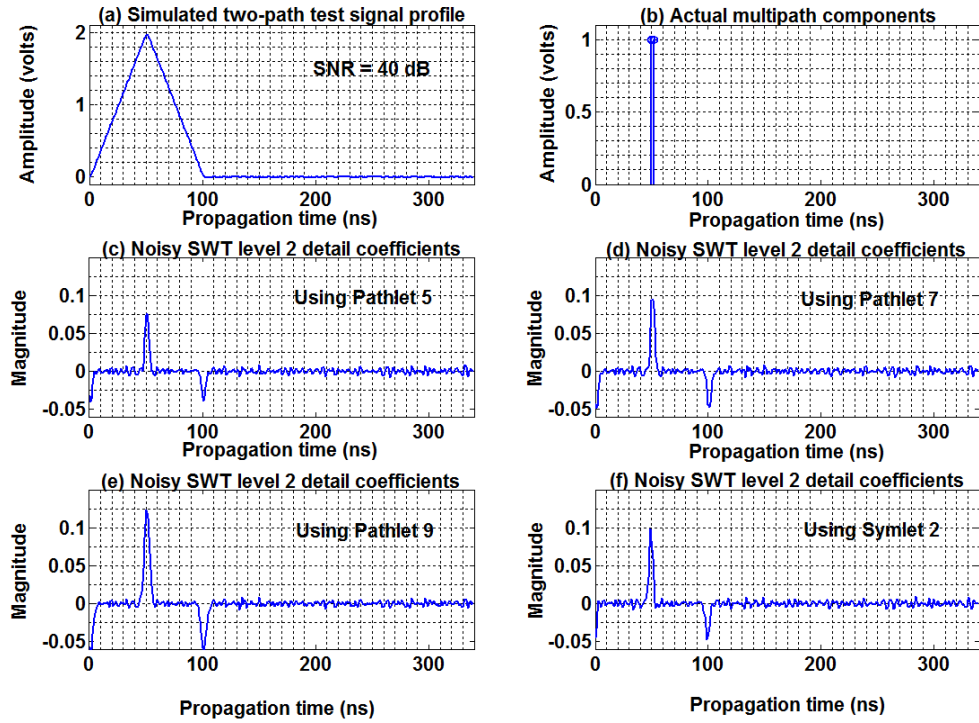 (a) Simulated two-path test signal profile
Amplitude (volts)
2
1
0
SNR = 40 dB
0 100 200 300
Propagation time (ns)
(b) Actual multipath components
Amplitude (volts)
1
0.5
0
0 100 200 300
Propagation time (ns)
(c) Noisy SWT level 2 detail coefficients
Magnitude
0.1
0.05
0
-0.05
Using Pathlet 5
0 100 200 300
Propagation time (ns)
(d) Noisy SWT level 2 detail coefficients
Magnitude
0.1
0.05
0
-0.05
Using Pathlet 7
0 100 200 300
Propagation time (ns)
(e) Noisy SWT level 2 detail coefficients
Magnitude
0.1
0.05
0
-0.05
Using Pathlet 9
0 100 200 300
Propagation time (ns)
(f) Noisy SWT level 2 detail coefficients
Magnitude
0.1
0.05
0
-0.05
Using Symlet 2
0 100 200 300
Propagation time (ns)